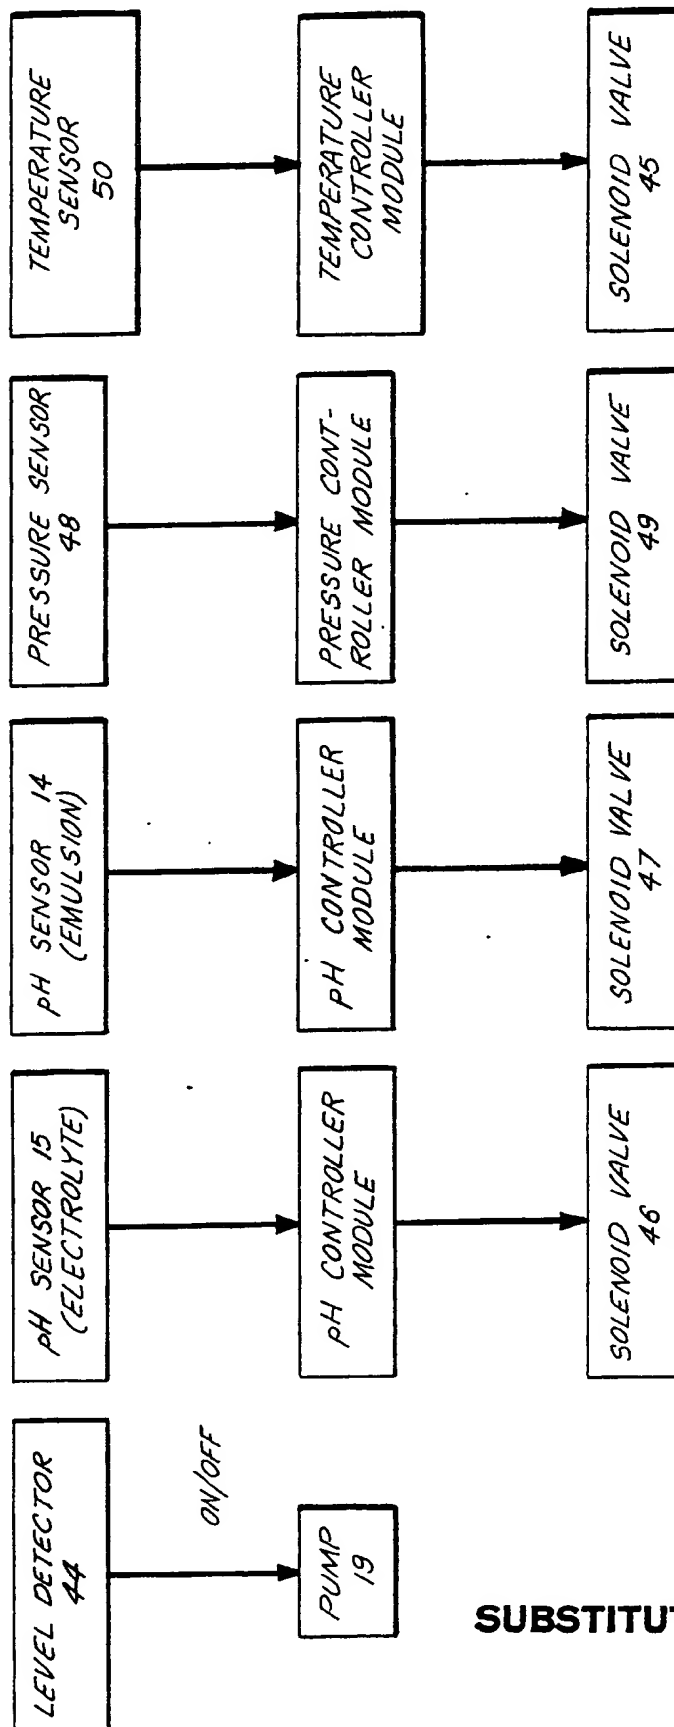 LEVEL DETECTOR
44
ON/OFF
PUMP
19
pH SENSOR 15
(ELECTROLYTE)
pH CONTROLLER
MODULE
SOLENOID VALVE
46
pH SENSOR 14
(EMULSION)
pH CONTROLLER
MODULE
SOLENOID VALVE
47
PRESSURE SENSOR
48
PRESSURE CONT-
ROLLER MODULE
SOLENOID VALVE
49
TEMPERATURE
SENSOR
50
TEMPERATURE
CONTROLLER
MODULE
SOLENOID VALVE
45
SUBSTITUT